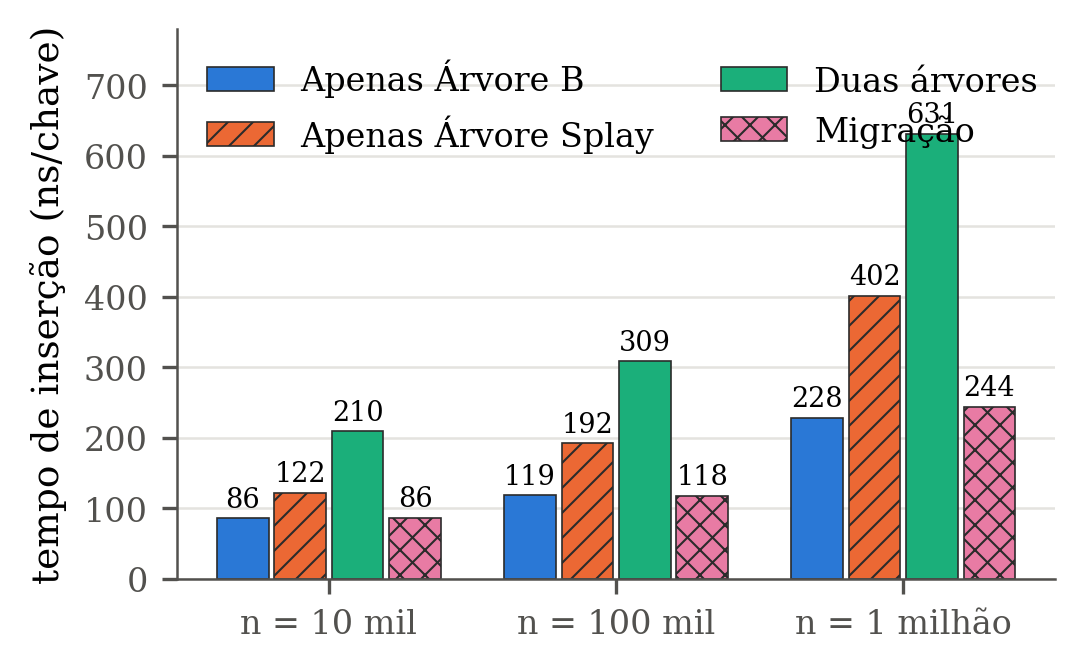 tempo de inserção (ns/chave)
700
600
500
400
300
200
100
0
Apenas Árvore B
Apenas Árvore Splay
Duas árvores
Migração
86
122
210
86
119
192
309
118
228
402
631
244
n = 10 mil
n = 100 mil
n = 1 milhão